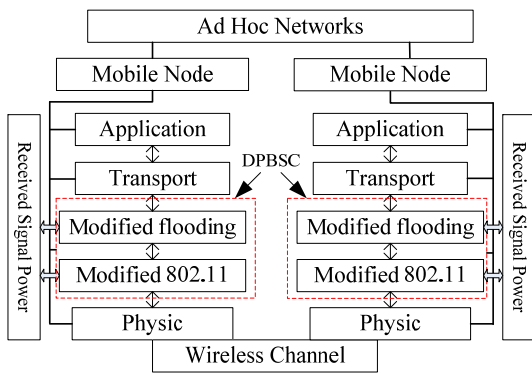 Ad Hoc Networks
Mobile Node
Mobile Node
Received Signal Power
Application
Transport
Modified flooding
Modified 802.11
Physic
DPBSC
Application
Transport
Modified flooding
Modified 802.11
Physic
Received Signal Power
Wireless Channel